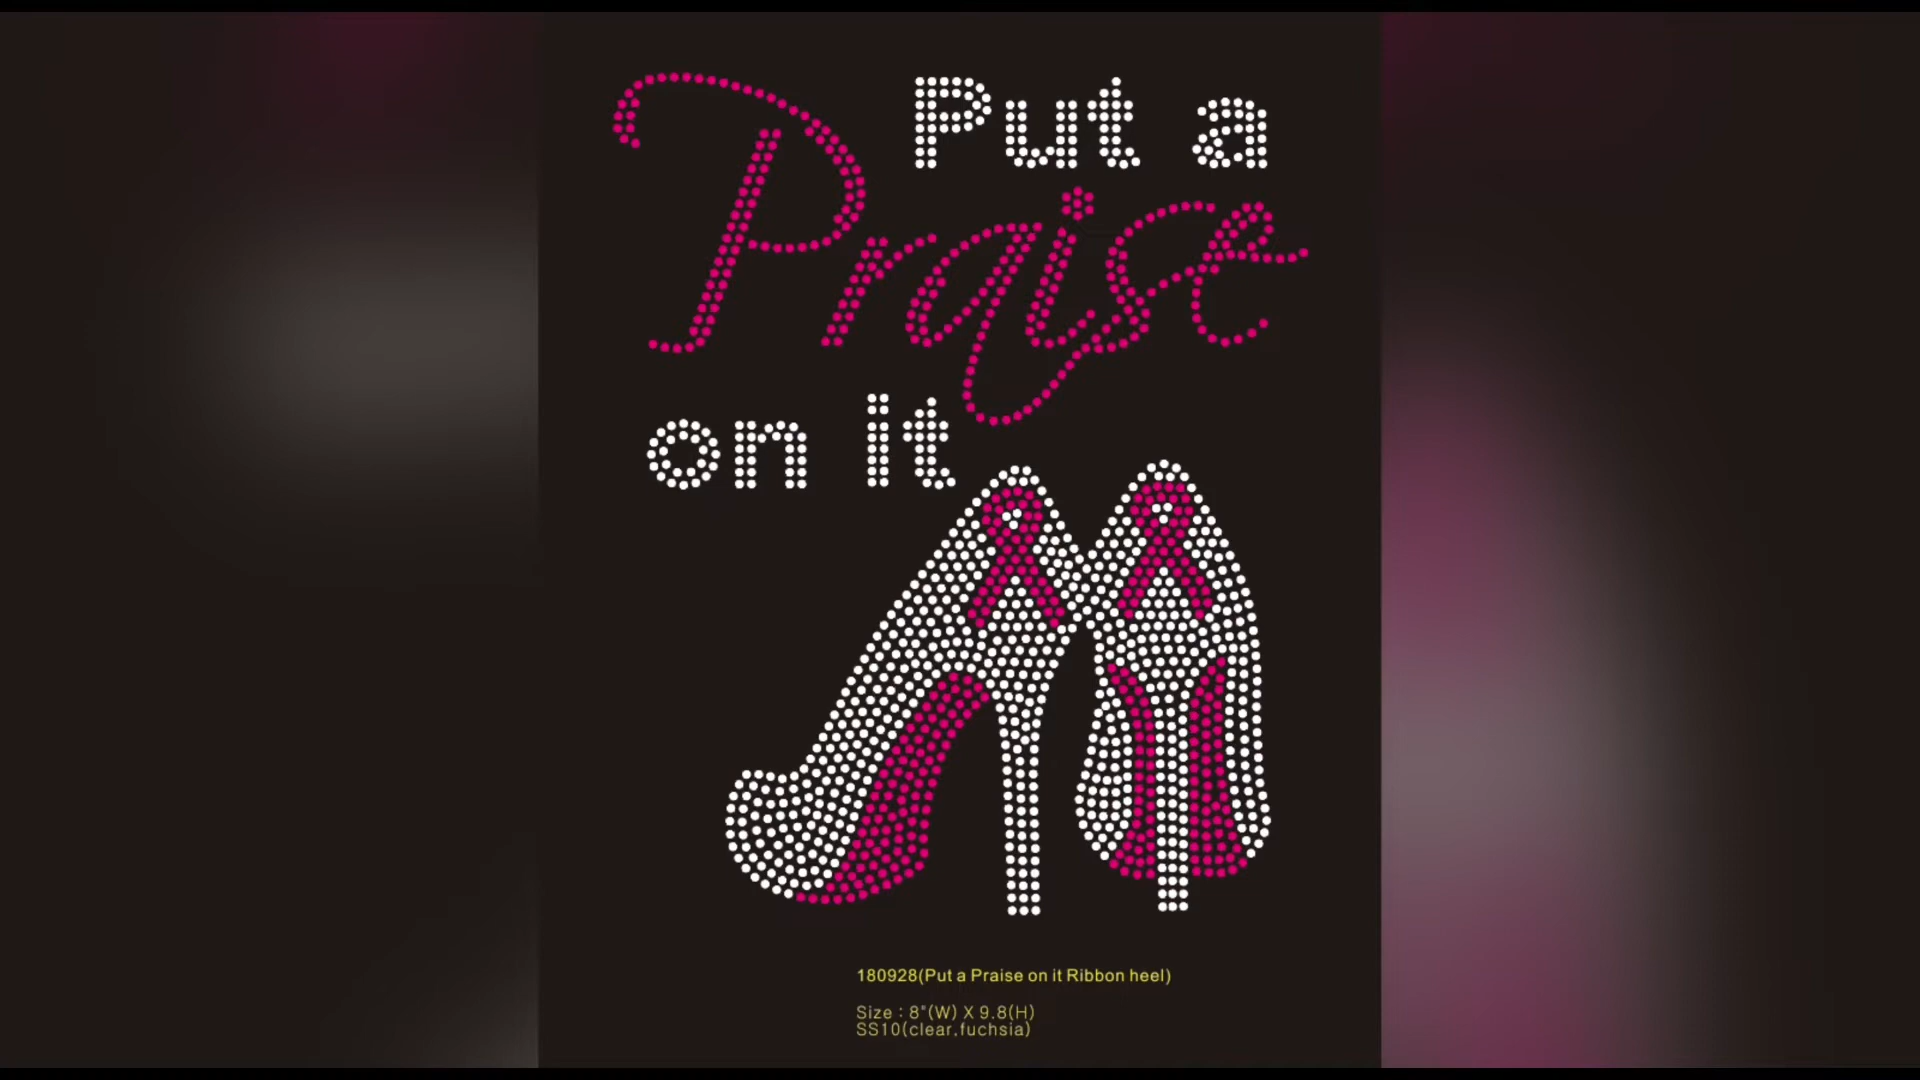 Put a
Praise
on it
180928(Put a Praise on it Ribbon heel)
Size : 8"(W) X 9.8(H)
SS10(clear,fuchsia)